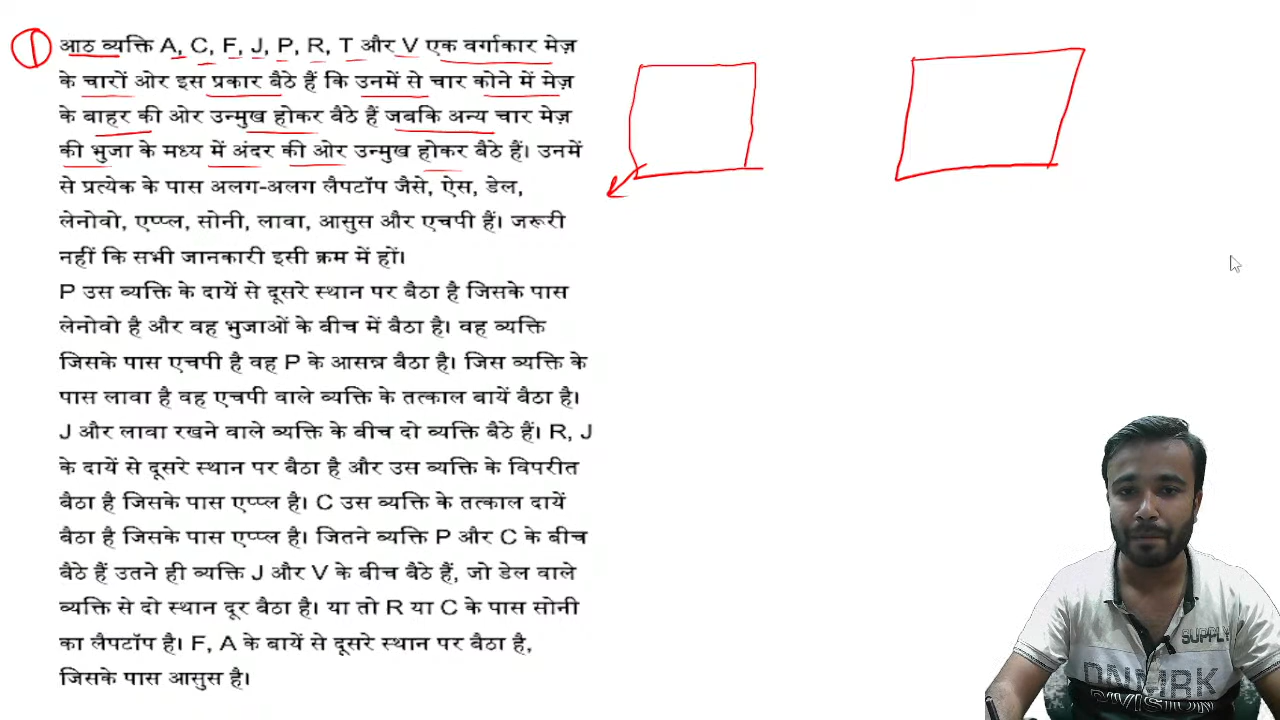 1 आठ व्यक्ति A, C, F, J, P, R, T और V एक वर्गाकार मेज़
के चारों ओर इस प्रकार बैठे हैं कि उनमें से चार कोने में मेज़
के बाहर की ओर उन्मुख होकर बैठे हैं जबकि अन्य चार मेज़
की भुजा के मध्य में अंदर की ओर उन्मुख होकर बैठे हैं। उनमें
से प्रत्येक के पास अलग-अलग लैपटॉप जैसे, ऐस, डेल,
लेनोवो, एप्प्ल, सोनी, लावा, आसुस और एचपी हैं। जरूरी
नहीं कि सभी जानकारी इसी क्रम में हों।
P उस व्यक्ति के दायें से दूसरे स्थान पर बैठा है जिसके पास
लेनोवो है और वह भुजाओं के बीच में बैठा है। वह व्यक्ति
जिसके पास एचपी है वह P के आसन्न बैठा है। जिस व्यक्ति के
पास लावा है वह एचपी वाले व्यक्ति के तत्काल बायें बैठा है।
J और लावा रखने वाले व्यक्ति के बीच दो व्यक्ति बैठे हैं। R, J
के दायें से दूसरे स्थान पर बैठा है और उस व्यक्ति के विपरीत
बैठा है जिसके पास एप्प्ल है। C उस व्यक्ति के तत्काल दायें
बैठा है जिसके पास एप्प्ल है। जितने व्यक्ति P और C के बीच
बैठे हैं उतने ही व्यक्ति J और V के बीच बैठे हैं, जो डेल वाले
व्यक्ति से दो स्थान दूर बैठा है। या तो R या C के पास सोनी
का लैपटॉप है। F, A के बायें से दूसरे स्थान पर बैठा है,
जिसके पास आसुस है।
SUPPLY
DNMBK
DIVISION